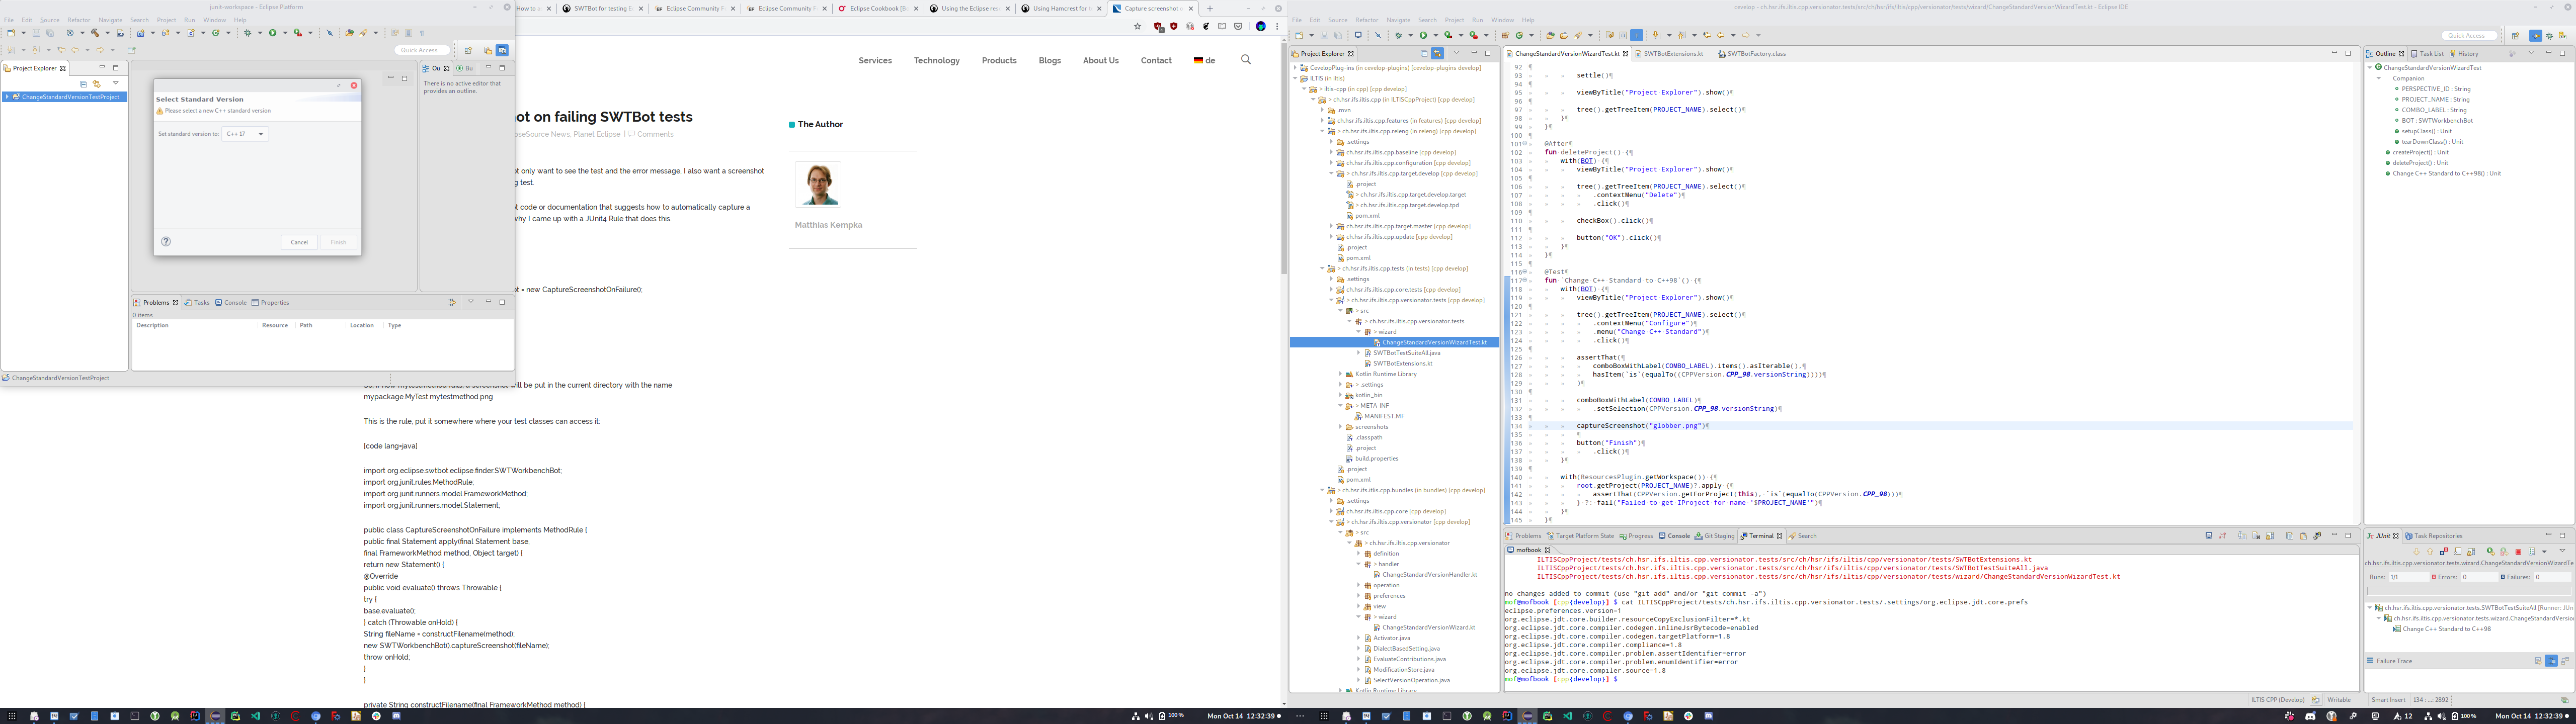 junit-workspace - Eclipse Platform
File Edit Source Refactor Navigate Search Project Run Window Help
Quick Access
Project Explorer
ChangeStandardVersionTestProject
Select Standard Version
Please select a new C++ standard version
Set standard version to: C++ 17
Cancel Finish
Ou Bu
There is no active editor that
provides an outline.
Problems Tasks Console Properties
0 items
Description Resource Path Location Type
ChangeStandardVersionTestProject
How to u
SWTBot for testing E
Eclipse Community F
Eclipse Community F
Eclipse Cookbook [B
Using the Eclipse rec
Using Hamcrest for t
Capture screenshot o
Services Technology Products Blogs About Us Contact de
ot on failing SWTBot tests
pseSource News, Planet Eclipse | Comments
t only want to see the test and the error message, I also want a screenshot
g test.
t code or documentation that suggests how to automatically capture a
why I came up with a JUnit4 Rule that does this.
t = new CaptureScreenshotOnFailure();
ill be put in the current directory with the name
mypackage.MyTest.mytestmethod.png
This is the rule, put it somewhere where your test classes can access it:
[code lang=java]
import org.eclipse.swtbot.eclipse.finder.SWTWorkbenchBot;
import org.junit.rules.MethodRule;
import org.junit.runners.model.FrameworkMethod;
import org.junit.runners.model.Statement;
public class CaptureScreenshotOnFailure implements MethodRule {
public final Statement apply(final Statement base,
final FrameworkMethod method, Object target) {
return new Statement() {
@Override
public void evaluate() throws Throwable {
try {
base.evaluate();
} catch (Throwable onHold) {
String fileName = constructFilename(method);
new SWTWorkbenchBot().captureScreenshot(fileName);
throw onHold;
}
}
private String constructFilename(final FrameworkMethod method) {
The Author
Matthias Kempka
100 %
Mon Oct 14 12:32:39
cevelop - ch.hsr.ifs.iltis.cpp.versionator.tests/src/ch/hsr/ifs/iltis/cpp/versionator/tests/wizard/ChangeStandardVersionWizardTest.kt - Eclipse IDE
File Edit Source Refactor Navigate Search Project Run Window Help
Quick Access
Project Explorer
CevelopPlug-ins (in cevelop-plugins) [cevelop-plugins develop]
ILTIS (in iltis)
> iltis-cpp (in cpp) [cpp develop]
> ch.hsr.ifs.iltis.cpp (in ILTISCppProject) [cpp develop]
.mvn
ch.hsr.ifs.iltis.cpp.features (in features) [cpp develop]
> ch.hsr.ifs.iltis.cpp.releng (in releng) [cpp develop]
.settings
ch.hsr.ifs.iltis.cpp.baseline [cpp develop]
ch.hsr.ifs.iltis.cpp.configuration [cpp develop]
> ch.hsr.ifs.iltis.cpp.target.develop [cpp develop]
.project
> ch.hsr.ifs.iltis.cpp.target.develop.target
> ch.hsr.ifs.iltis.cpp.target.develop.tpd
pom.xml
ch.hsr.ifs.iltis.cpp.target.master [cpp develop]
ch.hsr.ifs.iltis.cpp.update [cpp develop]
.project
pom.xml
> ch.hsr.ifs.iltis.cpp.tests (in tests) [cpp develop]
.settings
ch.hsr.ifs.iltis.cpp.core.tests [cpp develop]
> ch.hsr.ifs.iltis.cpp.versionator.tests [cpp develop]
> src
> ch.hsr.ifs.iltis.cpp.versionator.tests
> wizard
ChangeStandardVersionWizardTest.kt
SWTBotTestSuiteAll.java
SWTBotExtensions.kt
Kotlin Runtime Library
> .settings
kotlin_bin
> META-INF
MANIFEST.MF
screenshots
.classpath
.project
build.properties
.project
pom.xml
> ch.hsr.ifs.iltis.cpp.bundles (in bundles) [cpp develop]
.settings
ch.hsr.ifs.iltis.cpp.core [cpp develop]
> ch.hsr.ifs.iltis.cpp.versionator [cpp develop]
> src
> ch.hsr.ifs.iltis.cpp.versionator
definition
> handler
ChangeStandardVersionHandler.kt
operation
preferences
view
> wizard
ChangeStandardVersionWizard.kt
Activator.java
DialectBasedSetting.java
EvaluateContributions.java
ModificationStore.java
SelectVersionOperation.java
Kotlin Runtime Library
ChangeStandardVersionWizardTest.kt SWTBotExtensions.kt SWTBotFactory.class
92 ¶
93 settle()¶
94 ¶
95 viewByTitle("Project Explorer").show()¶
96 ¶
97 tree().getTreeItem(PROJECT_NAME).select()¶
98 }¶
99 }¶
100 ¶
101 @After¶
102 fun deleteProject() {¶
103 with(BOT) {¶
104 viewByTitle("Project Explorer").show()¶
105 ¶
106 tree().getTreeItem(PROJECT_NAME).select()¶
107 .contextMenu("Delete")¶
108 .click()¶
109 ¶
110 checkBox().click()¶
111 ¶
112 button("OK").click()¶
113 }¶
114 }¶
115 ¶
116 @Test¶
117 fun `Change C++ Standard to C++98`() {¶
118 with(BOT) {¶
119 viewByTitle("Project Explorer").show()¶
120 ¶
121 tree().getTreeItem(PROJECT_NAME).select()¶
122 .contextMenu("Configure")¶
123 .menu("Change C++ Standard")¶
124 .click()¶
125 ¶
126 assertThat(¶
127 comboBoxWithLabel(COMBO_LABEL).items().asIterable(),¶
128 hasItem(`is`(equalTo((CPPVersion.CPP_98.versionString))))¶
129 )¶
130 ¶
131 comboBoxWithLabel(COMBO_LABEL)¶
132 .setSelection(CPPVersion.CPP_98.versionString)¶
133 ¶
134 captureScreenshot("globber.png")¶
135 ¶
136 button("Finish")¶
137 .click()¶
138 }¶
139 ¶
140 with(ResourcesPlugin.getWorkspace()) {¶
141 root.getProject(PROJECT_NAME)?.apply {¶
142 assertThat(CPPVersion.getForProject(this), `is`(equalTo(CPPVersion.CPP_98)))¶
143 } ?: fail("Failed to get IProject for name '$PROJECT_NAME'")¶
144 }¶
145 }¶
Problems Target Platform State Progress Console Git Staging Terminal Search
mofbook
ILTISCppProject/tests/ch.hsr.ifs.iltis.cpp.versionator.tests/src/ch/hsr/ifs/iltis/cpp/versionator/tests/SWTBotExtensions.kt
ILTISCppProject/tests/ch.hsr.ifs.iltis.cpp.versionator.tests/src/ch/hsr/ifs/iltis/cpp/versionator/tests/SWTBotTestSuiteAll.java
ILTISCppProject/tests/ch.hsr.ifs.iltis.cpp.versionator.tests/src/ch/hsr/ifs/iltis/cpp/versionator/tests/wizard/ChangeStandardVersionWizardTest.kt
no changes added to commit (use "git add" and/or "git commit -a")
mof@mofbook [cpp{develop}] $ cat ILTISCppProject/tests/ch.hsr.ifs.iltis.cpp.versionator.tests/.settings/org.eclipse.jdt.core.prefs
eclipse.preferences.version=1
org.eclipse.jdt.core.builder.resourceCopyExclusionFilter=*.kt
org.eclipse.jdt.core.compiler.codegen.inlineJsrBytecode=enabled
org.eclipse.jdt.core.compiler.codegen.targetPlatform=1.8
org.eclipse.jdt.core.compiler.compliance=1.8
org.eclipse.jdt.core.compiler.problem.assertIdentifier=error
org.eclipse.jdt.core.compiler.problem.enumIdentifier=error
org.eclipse.jdt.core.compiler.source=1.8
mof@mofbook [cpp{develop}] $
Outline Task List History
ChangeStandardVersionWizardTest
Companion
PERSPECTIVE_ID : String
PROJECT_NAME : String
COMBO_LABEL : String
BOT : SWTWorkbenchBot
setupClass() : Unit
tearDownClass() : Unit
createProject() : Unit
deleteProject() : Unit
Change C++ Standard to C++98() : Unit
JUnit Task Repositories
ch.hsr.ifs.iltis.cpp.versionator.tests.wizard.ChangeStandardVersionWizardTe
Runs: 1/1 Errors: 0 Failures: 0
ch.hsr.ifs.iltis.cpp.versionator.tests.SWTBotTestSuiteAll [Runner: JUn
ch.hsr.ifs.iltis.cpp.versionator.tests.wizard.ChangeStandardVersio
Change C++ Standard to C++98
Failure Trace
ILTIS CPP (Develop) Writable Smart Insert 134 : ... : 2892
12
100 %
Mon Oct 14 12:32:39